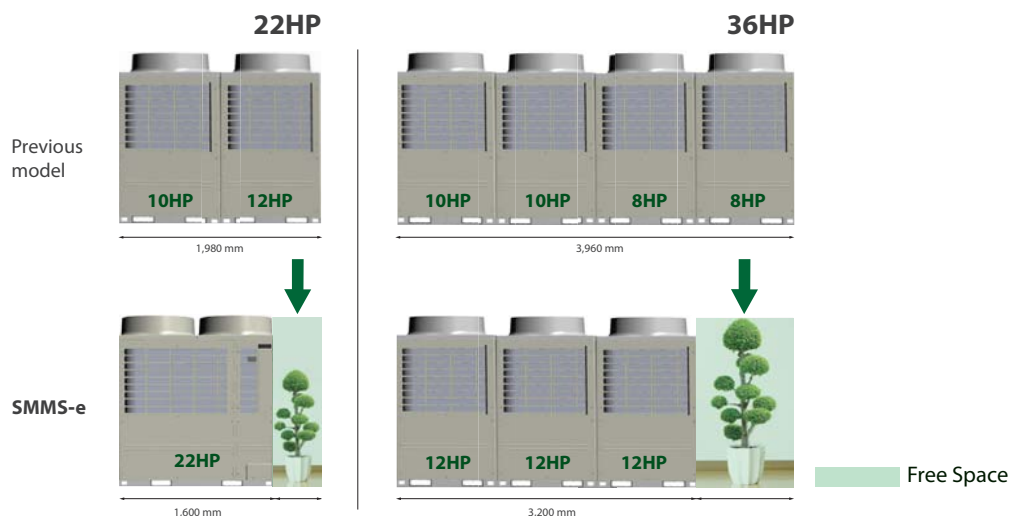 22HP
36HP
Previous
model
10HP
12HP
10HP
10HP
8HP
8HP
1,980 mm
3,960 mm
SMMS-e
22HP
12HP
12HP
12HP
Free Space
1,600 mm
3,200 mm